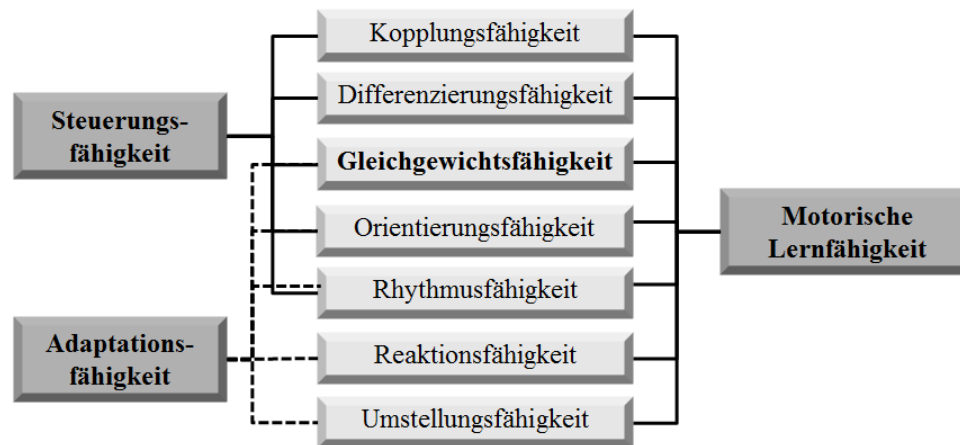 Kopplungsfähigkeit
Differenzierungsfähigkeit
Steuerungs-
fähigkeit
Gleichgewichtsfähigkeit
Orientierungsfähigkeit
Motorische
Lernfähigkeit
Rhythmusfähigkeit
Adaptations-
fähigkeit
Reaktionsfähigkeit
Umstellungsfähigkeit